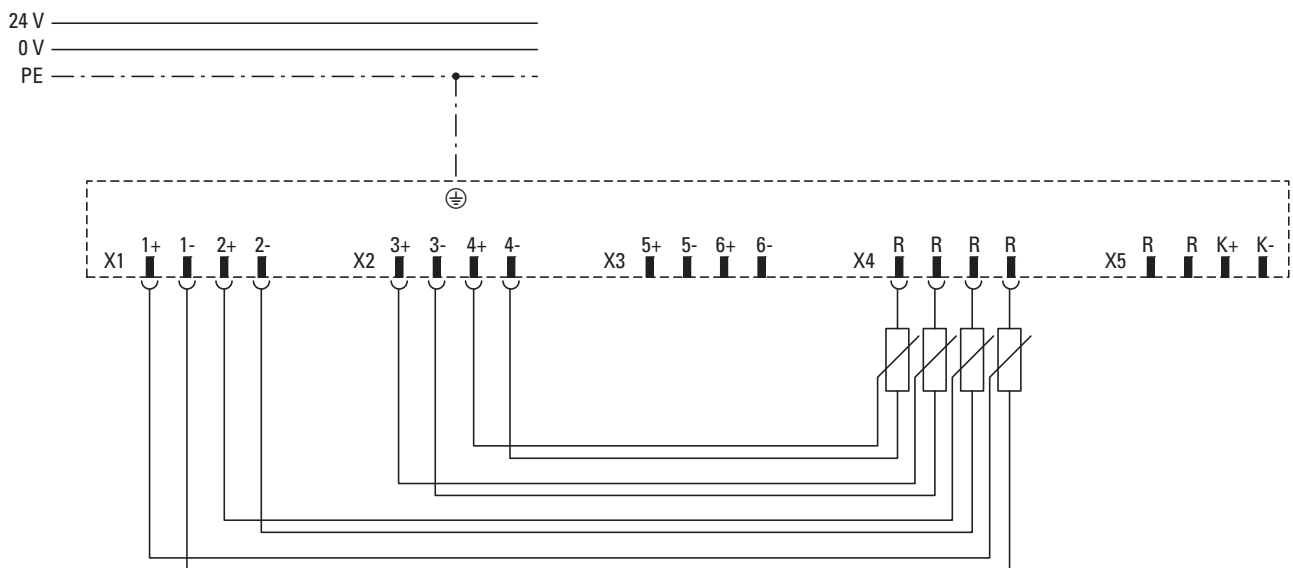 24 V
0 V
PE
X1 1+ 1- 2+ 2- X2 3+ 3- 4+ 4- X3 5+ 5- 6+ 6- X4 R R R R X5 R R K+ K-